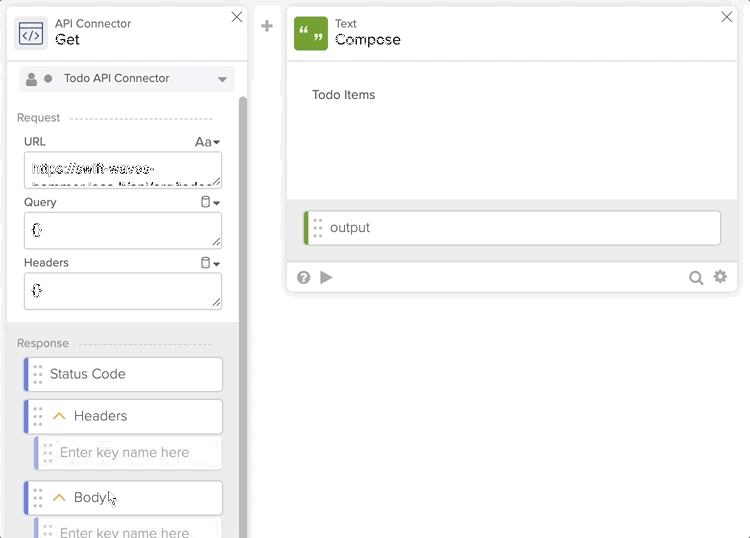 API Connector
Get
Todo API Connector
Request
URL
Aa
https://swift-waves-
Query
{}
Headers
{}
Response
Status Code
Headers
Enter key name here
Body
Enter key name here
“ ”
Text
Compose
Todo Items
output